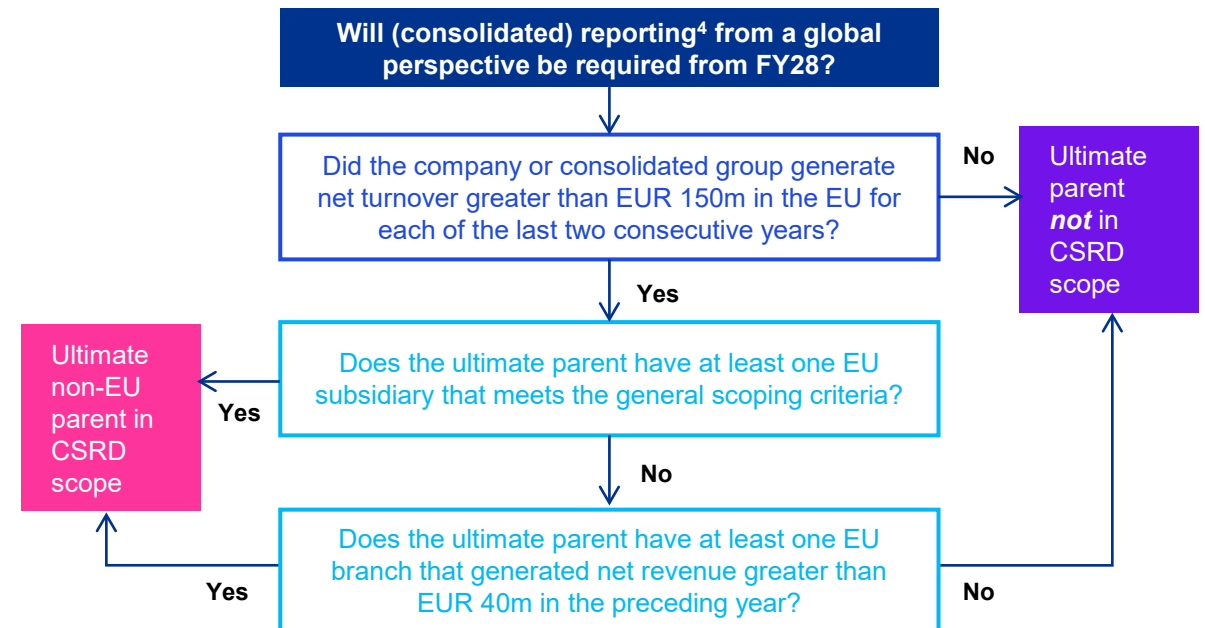 Will (consolidated) reporting⁴ from a global
perspective be required from FY28?
Did the company or consolidated group generate
net turnover greater than EUR 150m in the EU for
each of the last two consecutive years?
No
Ultimate
parent
not in
CSRD
scope
Yes
Does the ultimate parent have at least one EU
subsidiary that meets the general scoping criteria?
Yes
Ultimate
non-EU
parent in
CSRD
scope
No
Does the ultimate parent have at least one EU
branch that generated net revenue greater than
EUR 40m in the preceding year?
Yes
No